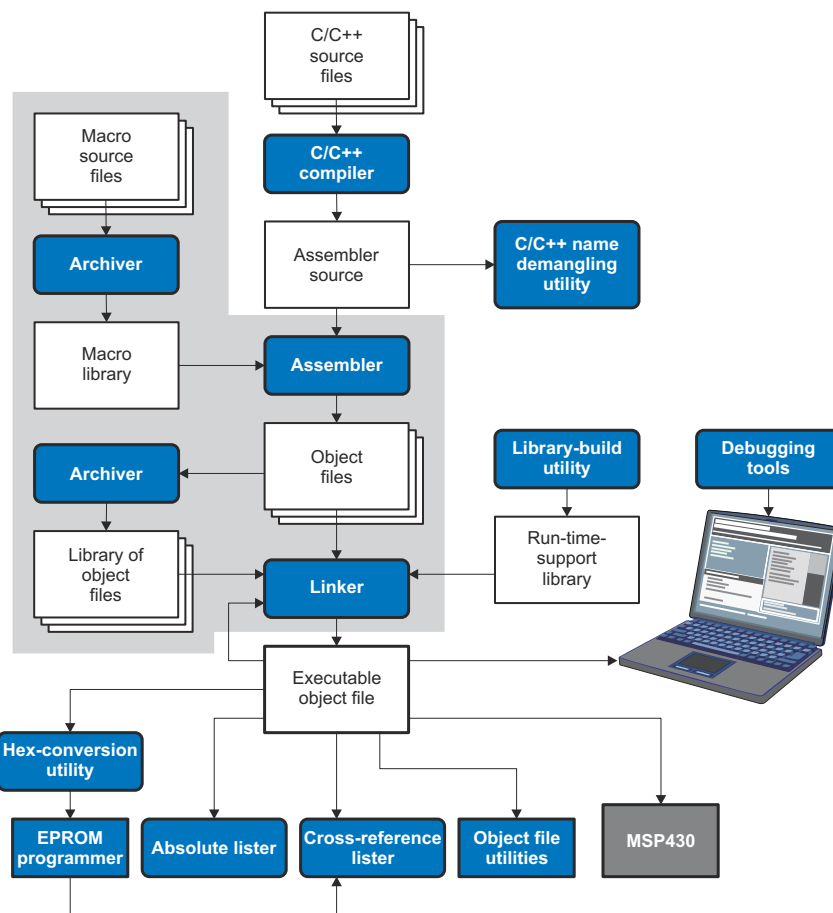 C/C++
source
files
Macro
source
files
C/C++
compiler
Archiver
Assembler
source
C/C++ name
demangling
utility
Macro
library
Assembler
Archiver
Object
files
Library-build
utility
Debugging
tools
Library of
object
files
Linker
Run-time-
support
library
Executable
object file
Hex-conversion
utility
EPROM
programmer
Absolute lister
Cross-reference
lister
Object file
utilities
MSP430